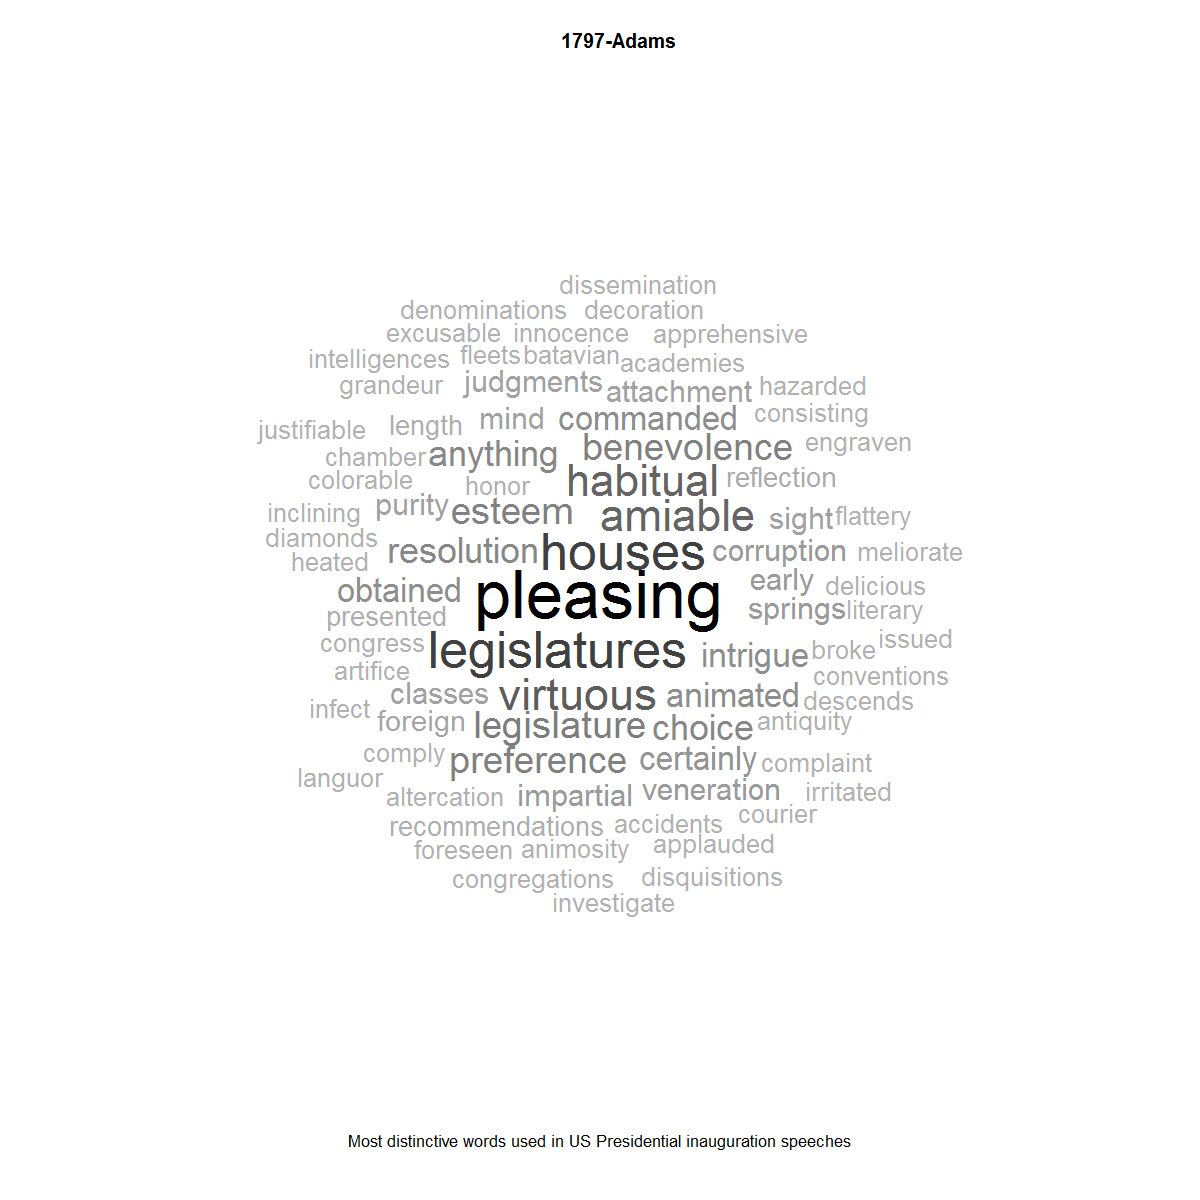 1797-Adams
dissemination
denominations decoration
excusable innocence apprehensive
intelligences fleets batavian academies
grandeur judgments attachment hazarded
justifiable length mind commanded consisting
chamber anything benevolence engraven
colorable honor habitual reflection
inclining purity esteem amiable sight flattery
diamonds resolution houses corruption meliorate
heated
obtained pleasing early delicious
presented springs literary
congress legislatures intrigue broke issued
artifice conventions
classes virtuous animated descends
infect foreign legislature choice antiquity
comply preference certainly complaint
languor altercation impartial veneration irritated
recommendations accidents courier
foreseen animosity applauded
congregations disquisitions
investigate
Most distinctive words used in US Presidential inauguration speeches